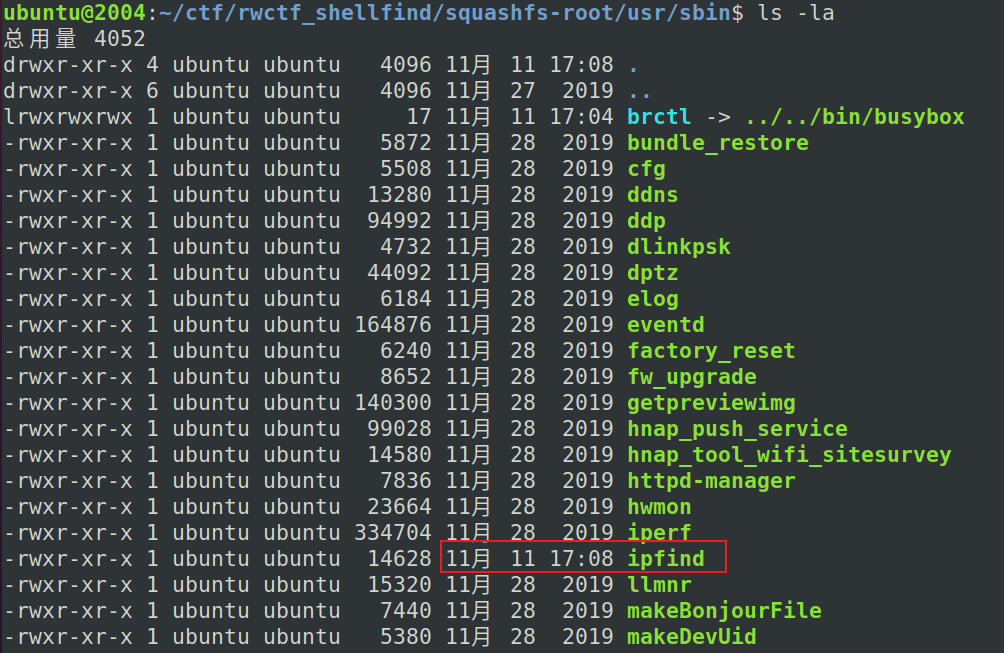 ubuntu@2004:~/ctf/rwctf_shellfind/squashfs-root/usr/sbin$ ls -la
总用量 4052
drwxr-xr-x 4 ubuntu ubuntu   4096 11月  11 17:08 .
drwxr-xr-x 6 ubuntu ubuntu   4096 11月  27  2019 ..
lrwxrwxrwx 1 ubuntu ubuntu     17 11月  11 17:04 brctl -> ../../bin/busybox
-rwxr-xr-x 1 ubuntu ubuntu   5872 11月  28  2019 bundle_restore
-rwxr-xr-x 1 ubuntu ubuntu   5508 11月  28  2019 cfg
-rwxr-xr-x 1 ubuntu ubuntu  13280 11月  28  2019 ddns
-rwxr-xr-x 1 ubuntu ubuntu  94992 11月  28  2019 ddp
-rwxr-xr-x 1 ubuntu ubuntu   4732 11月  28  2019 dlinkpsk
-rwxr-xr-x 1 ubuntu ubuntu  44092 11月  28  2019 dptz
-rwxr-xr-x 1 ubuntu ubuntu   6184 11月  28  2019 elog
-rwxr-xr-x 1 ubuntu ubuntu 164876 11月  28  2019 eventd
-rwxr-xr-x 1 ubuntu ubuntu   6240 11月  28  2019 factory_reset
-rwxr-xr-x 1 ubuntu ubuntu   8652 11月  28  2019 fw_upgrade
-rwxr-xr-x 1 ubuntu ubuntu 140300 11月  28  2019 getpreviewimg
-rwxr-xr-x 1 ubuntu ubuntu  99028 11月  28  2019 hnap_push_service
-rwxr-xr-x 1 ubuntu ubuntu  14580 11月  28  2019 hnap_tool_wifi_sitesurvey
-rwxr-xr-x 1 ubuntu ubuntu   7836 11月  28  2019 httpd-manager
-rwxr-xr-x 1 ubuntu ubuntu  23664 11月  28  2019 hwmon
-rwxr-xr-x 1 ubuntu ubuntu 334704 11月  28  2019 iperf
-rwxr-xr-x 1 ubuntu ubuntu  14628 11月  11 17:08 ipfind
-rwxr-xr-x 1 ubuntu ubuntu  15320 11月  28  2019 llmnr
-rwxr-xr-x 1 ubuntu ubuntu   7440 11月  28  2019 makeBonjourFile
-rwxr-xr-x 1 ubuntu ubuntu   5380 11月  28  2019 makeDevUid